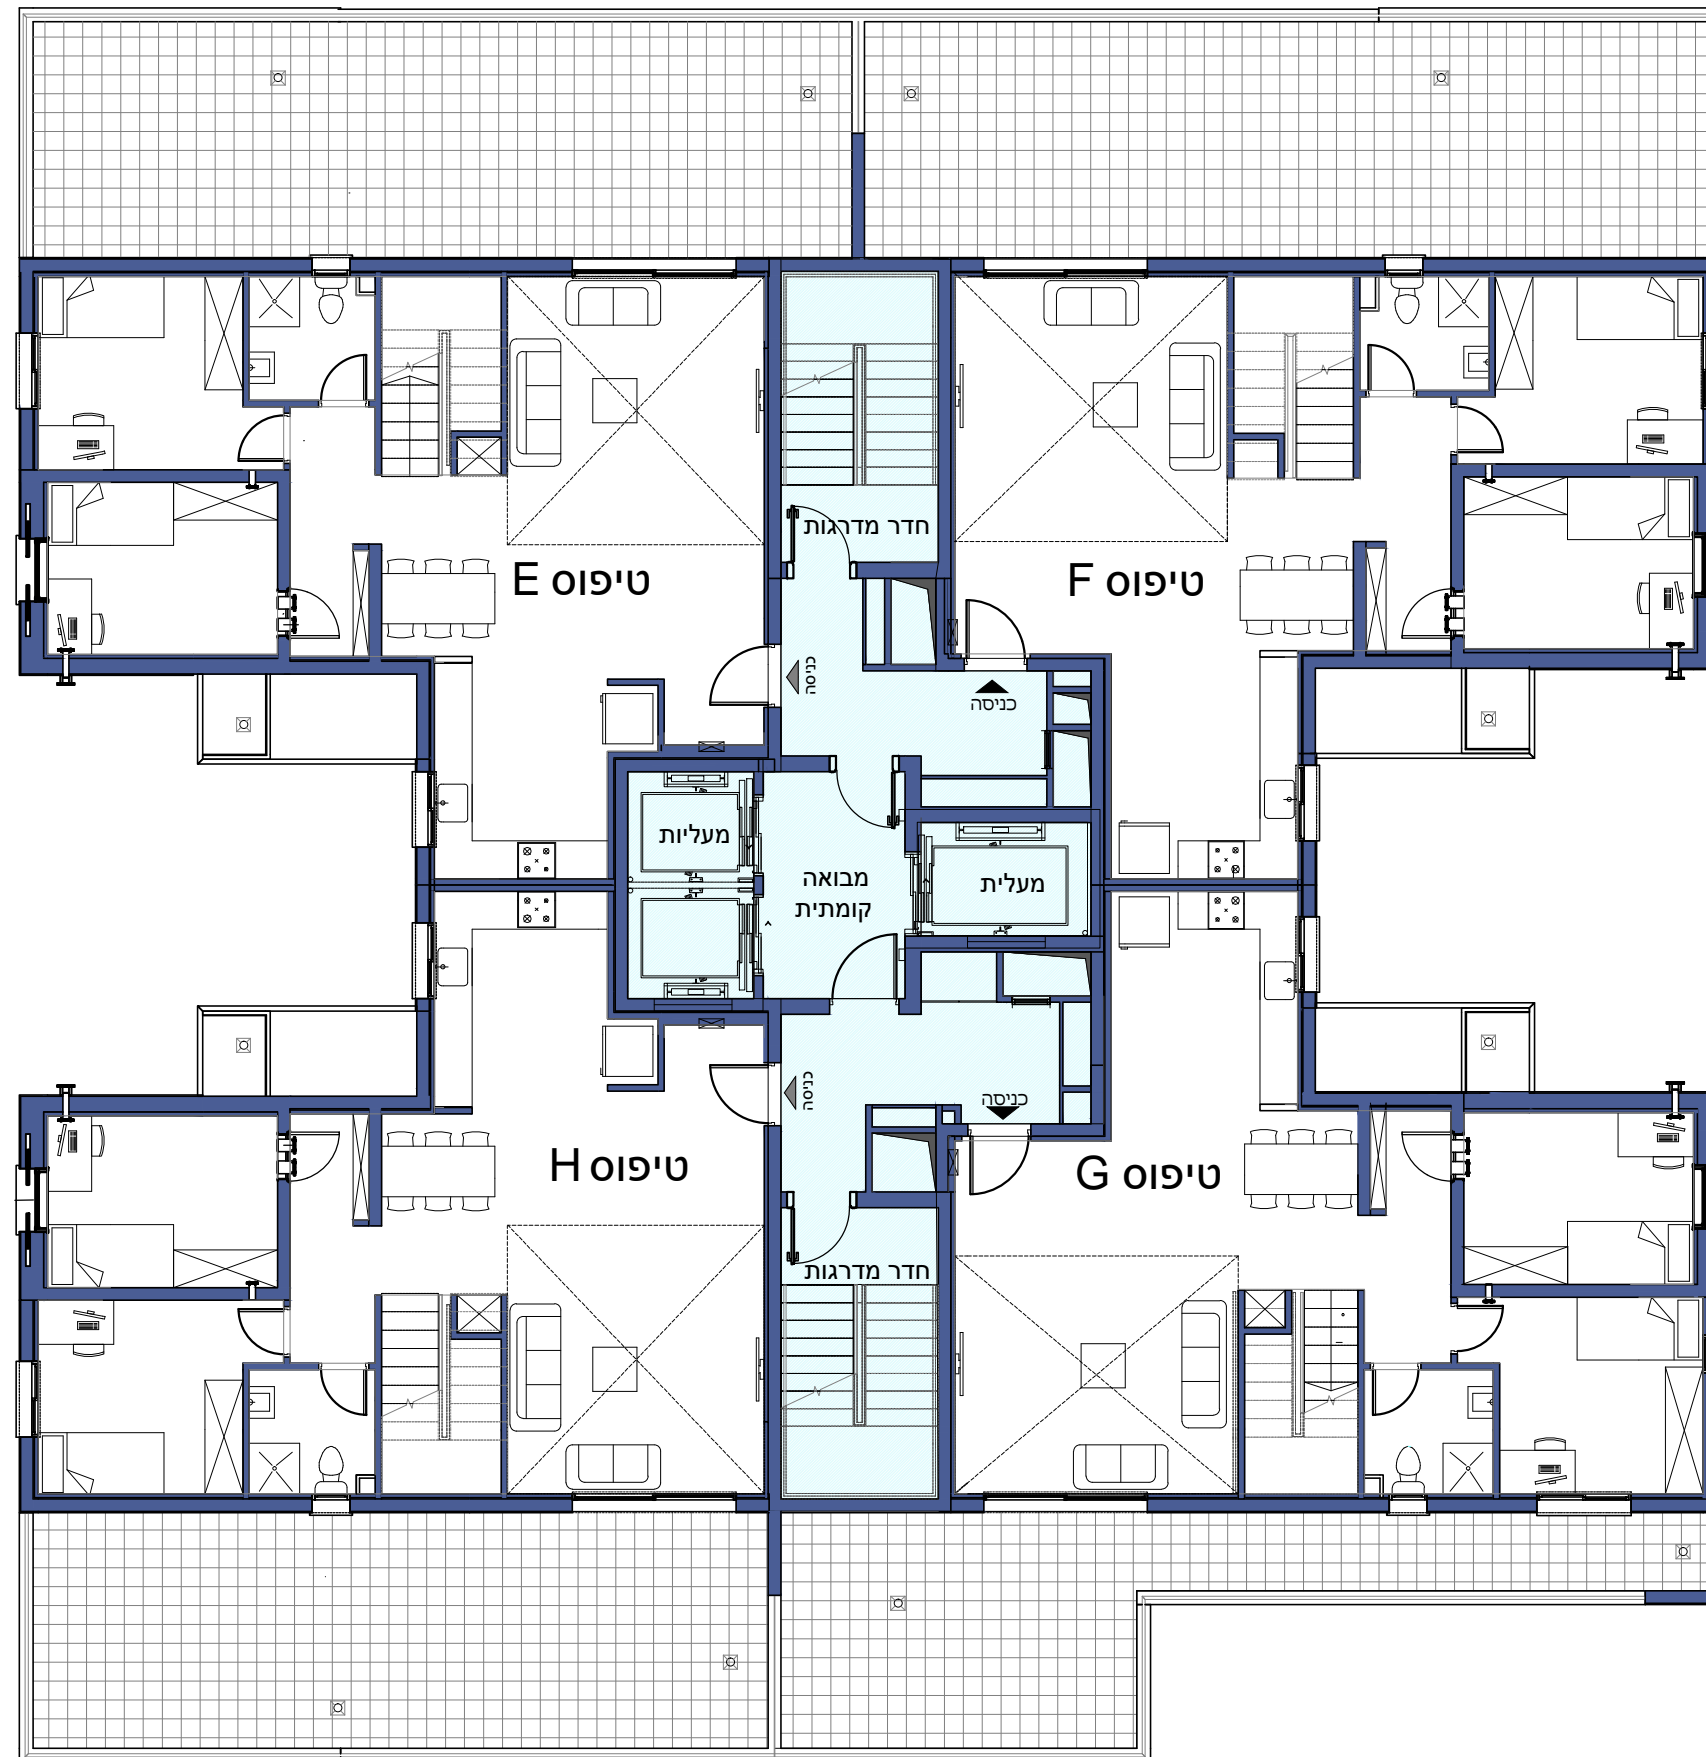 חדר מדרגות
טיפוס E
טיפוס F
כניסה
כניסה
מעליות
מבואה
קומתית
מעלית
כניסה
כניסה
טיפוס H
טיפוס G
חדר מדרגות